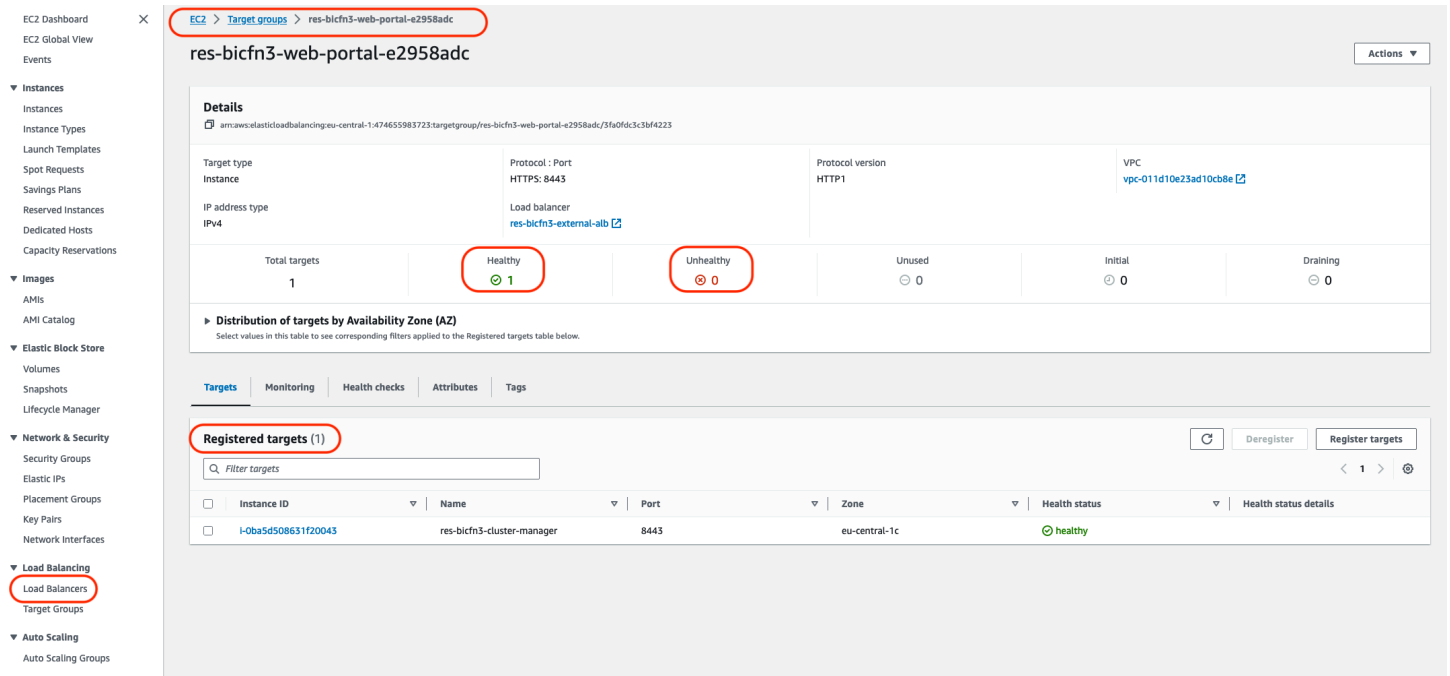 EC2 Dashboard
EC2 Global View
Events
Instances
Instances
Instance Types
Launch Templates
Spot Requests
Savings Plans
Reserved Instances
Dedicated Hosts
Capacity Reservations
Images
AMIs
AMI Catalog
Elastic Block Store
Volumes
Snapshots
Lifecycle Manager
Network & Security
Security Groups
Elastic IPs
Placement Groups
Key Pairs
Network Interfaces
Load Balancing
Load Balancers
Target Groups
Auto Scaling
Auto Scaling Groups
EC2 > Target groups > res-bicfn3-web-portal-e2958adc
res-bicfn3-web-portal-e2958adc
Actions
Details
arn:aws:elasticloadbalancing:eu-central-1:474655983723:targetgroup/res-bicfn3-web-portal-e2958adc/3fa0fdc3c3bf4223
Target type
Instance
Protocol : Port
HTTPS: 8443
Protocol version
HTTP1
VPC
vpc-011d10e23ad10cb8e
IP address type
IPv4
Load balancer
res-bicfn3-external-alb
Total targets
1
Healthy
1
Unhealthy
0
Unused
0
Initial
0
Draining
0
Distribution of targets by Availability Zone (AZ)
Select values in this table to see corresponding filters applied to the Registered targets table below.
Targets Monitoring Health checks Attributes Tags
Registered targets (1)
Deregister Register targets
Filter targets
1
Instance ID Name Port Zone Health status Health status details
i-0ba5d508631f20043 res-bicfn3-cluster-manager 8443 eu-central-1c healthy